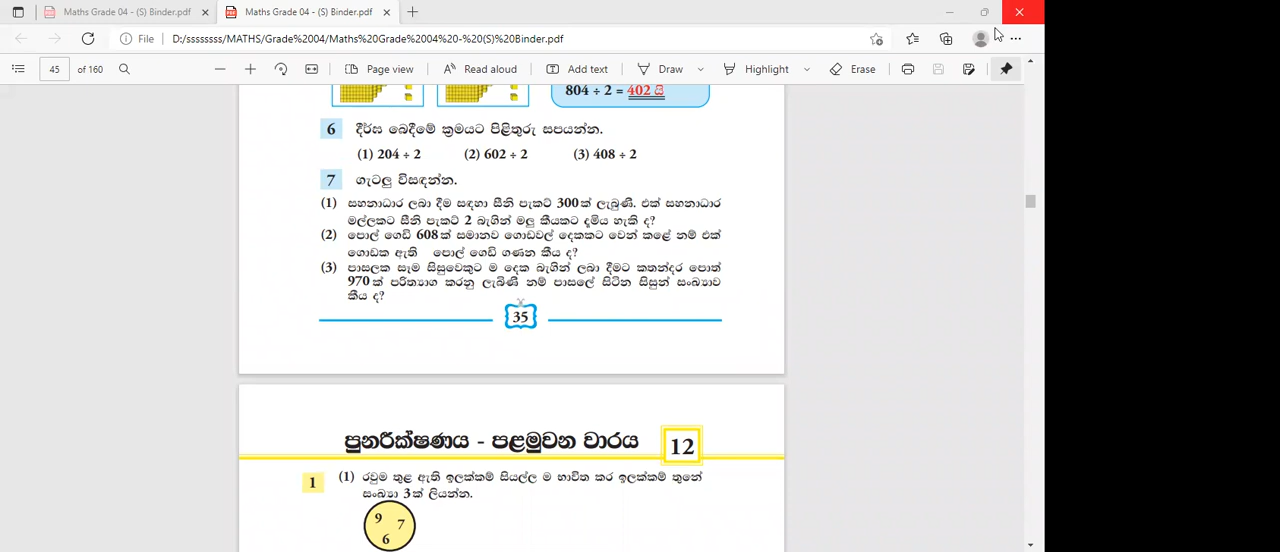 Maths Grade 04 - (S) Binder.pdf
Maths Grade 04 - (S) Binder.pdf
File D:/ssssssss/MATHS/Grade%2004/Maths%20Grade%2004%20-%20(S)%20Binder.pdf
45 of 160 Page view Read aloud Add text Draw Highlight Erase
804 ÷ 2 = 402 යි
6 දීර්ඝ බෙදීමේ ක්‍රමයට පිළිතුරු සපයන්න.
(1) 204 ÷ 2 (2) 602 ÷ 2 (3) 408 ÷ 2
7 ගැටලු විසඳන්න.
(1) සහනාධාර ලබා දීම සඳහා සීනි පැකට් 300ක් ලැබුණි. එක් සහනාධාර
මල්ලකට සීනි පැකට් 2 බැගින් මලු කීයකට දැමිය හැකි ද?
(2) පොල් ගෙඩි 608ක් සමානව ගොඩවල් දෙකකට වෙන් කළේ නම් එක්
ගොඩක ඇති පොල් ගෙඩි ගණන කීය ද?
(3) පාසලක සෑම සිසුවෙකුට ම දෙක බැගින් ලබා දීමට කතන්දර පොත්
970ක් පරිත්‍යාග කරනු ලැබිණි නම් පාසලේ සිටින සිසුන් සංඛ්‍යාව
කීය ද?
35
පුනරීක්ෂණය - පළමුවන වාරය 12
1 (1) රවුම තුළ ඇති ඉලක්කම් සියල්ල ම භාවිත කර ඉලක්කම් තුනේ
සංඛ්‍යා 3ක් ලියන්න.
9 7
6